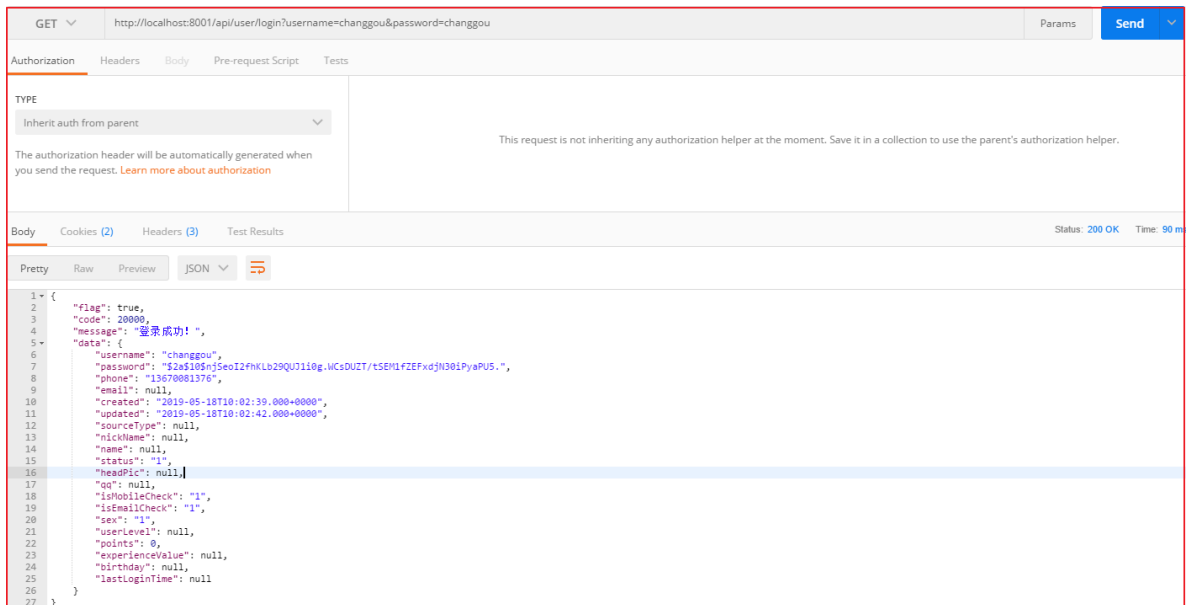 GET http://localhost:8001/api/user/login?username=changgou&password=changgou Params Send
Authorization Headers Body Pre-request Script Tests
TYPE
Inherit auth from parent
This request is not inheriting any authorization helper at the moment. Save it in a collection to use the parent's authorization helper.
The authorization header will be automatically generated when
you send the request. Learn more about authorization
Body Cookies (2) Headers (3) Test Results Status: 200 OK Time: 90 m
Pretty Raw Preview JSON
1 {
2 "flag": true,
3 "code": 20000,
4 "message": "登录成功!",
5 "data": {
6 "username": "changgou",
7 "password": "$2a$10$njSeoI2fhKLb29QUJ1i0g.WCsDUZT/tSEM1fZEFxdjN30iPyaPU5.",
8 "phone": "13670081376",
9 "email": null,
10 "created": "2019-05-18T10:02:39.000+0000",
11 "updated": "2019-05-18T10:02:42.000+0000",
12 "sourceType": null,
13 "nickName": null,
14 "name": null,
15 "status": "1",
16 "headPic": null,
17 "qq": null,
18 "isMobileCheck": "1",
19 "isEmailCheck": "1",
20 "sex": "1",
21 "userLevel": null,
22 "points": 0,
23 "experienceValue": null,
24 "birthday": null,
25 "lastLoginTime": null
26 }
27 }